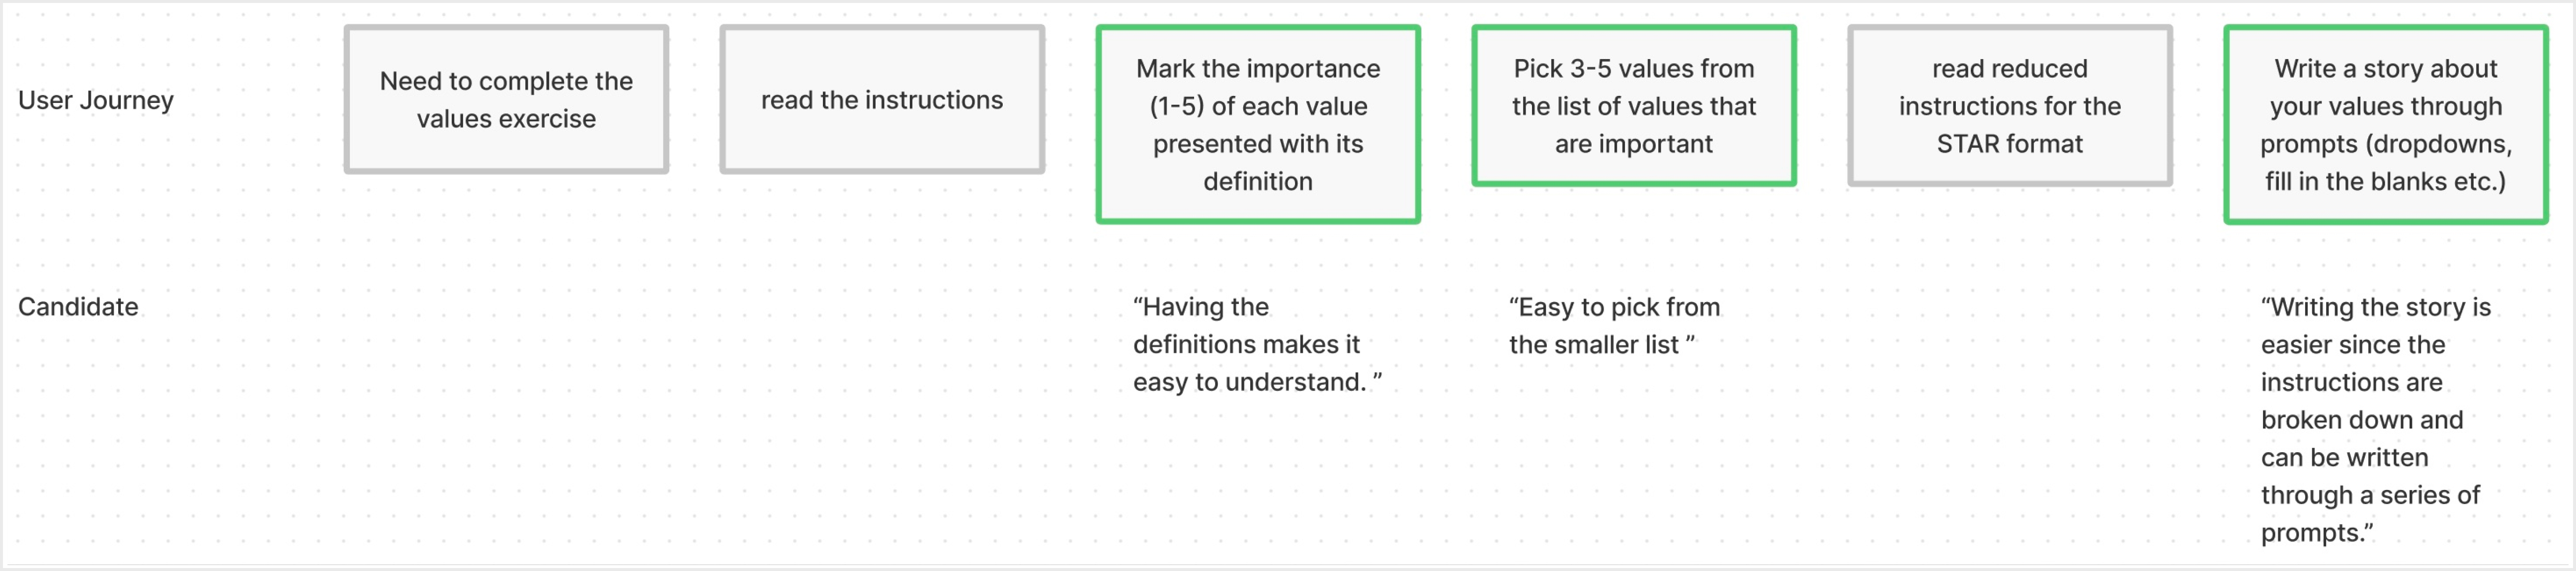 User Journey
Need to complete the
values exercise
read the instructions
Mark the importance
(1-5) of each value
presented with its
definition
Pick 3-5 values from
the list of values that
are important
read reduced
instructions for the
STAR format
Write a story about
your values through
prompts (dropdowns,
fill in the blanks etc.)
Candidate
“Having the
definitions makes it
easy to understand. ”
“Easy to pick from
the smaller list ”
“Writing the story is
easier since the
instructions are
broken down and
can be written
through a series of
prompts.”